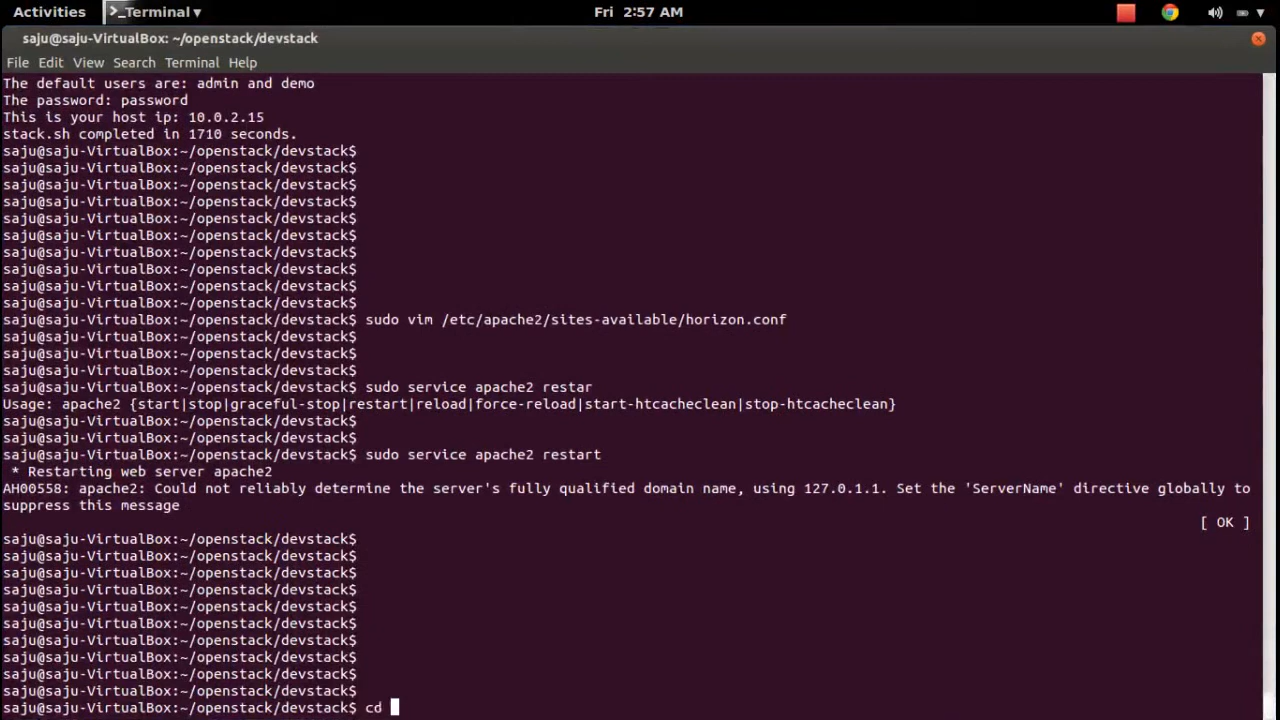 Activities Terminal ▾ Fri 2:57 AM
saju@saju-VirtualBox: ~/openstack/devstack
File Edit View Search Terminal Help
The default users are: admin and demo
The password: password
This is your host ip: 10.0.2.15
stack.sh completed in 1710 seconds.
saju@saju-VirtualBox:~/openstack/devstack$
saju@saju-VirtualBox:~/openstack/devstack$
saju@saju-VirtualBox:~/openstack/devstack$
saju@saju-VirtualBox:~/openstack/devstack$
saju@saju-VirtualBox:~/openstack/devstack$
saju@saju-VirtualBox:~/openstack/devstack$
saju@saju-VirtualBox:~/openstack/devstack$
saju@saju-VirtualBox:~/openstack/devstack$
saju@saju-VirtualBox:~/openstack/devstack$
saju@saju-VirtualBox:~/openstack/devstack$
saju@saju-VirtualBox:~/openstack/devstack$ sudo vim /etc/apache2/sites-available/horizon.conf
saju@saju-VirtualBox:~/openstack/devstack$
saju@saju-VirtualBox:~/openstack/devstack$
saju@saju-VirtualBox:~/openstack/devstack$
saju@saju-VirtualBox:~/openstack/devstack$ sudo service apache2 restar
Usage: apache2 {start|stop|graceful-stop|restart|reload|force-reload|start-htcacheclean|stop-htcacheclean}
saju@saju-VirtualBox:~/openstack/devstack$
saju@saju-VirtualBox:~/openstack/devstack$
saju@saju-VirtualBox:~/openstack/devstack$ sudo service apache2 restart
* Restarting web server apache2
AH00558: apache2: Could not reliably determine the server's fully qualified domain name, using 127.0.1.1. Set the 'ServerName' directive globally to
suppress this message
[ OK ]
saju@saju-VirtualBox:~/openstack/devstack$
saju@saju-VirtualBox:~/openstack/devstack$
saju@saju-VirtualBox:~/openstack/devstack$
saju@saju-VirtualBox:~/openstack/devstack$
saju@saju-VirtualBox:~/openstack/devstack$
saju@saju-VirtualBox:~/openstack/devstack$
saju@saju-VirtualBox:~/openstack/devstack$
saju@saju-VirtualBox:~/openstack/devstack$
saju@saju-VirtualBox:~/openstack/devstack$
saju@saju-VirtualBox:~/openstack/devstack$
saju@saju-VirtualBox:~/openstack/devstack$ cd